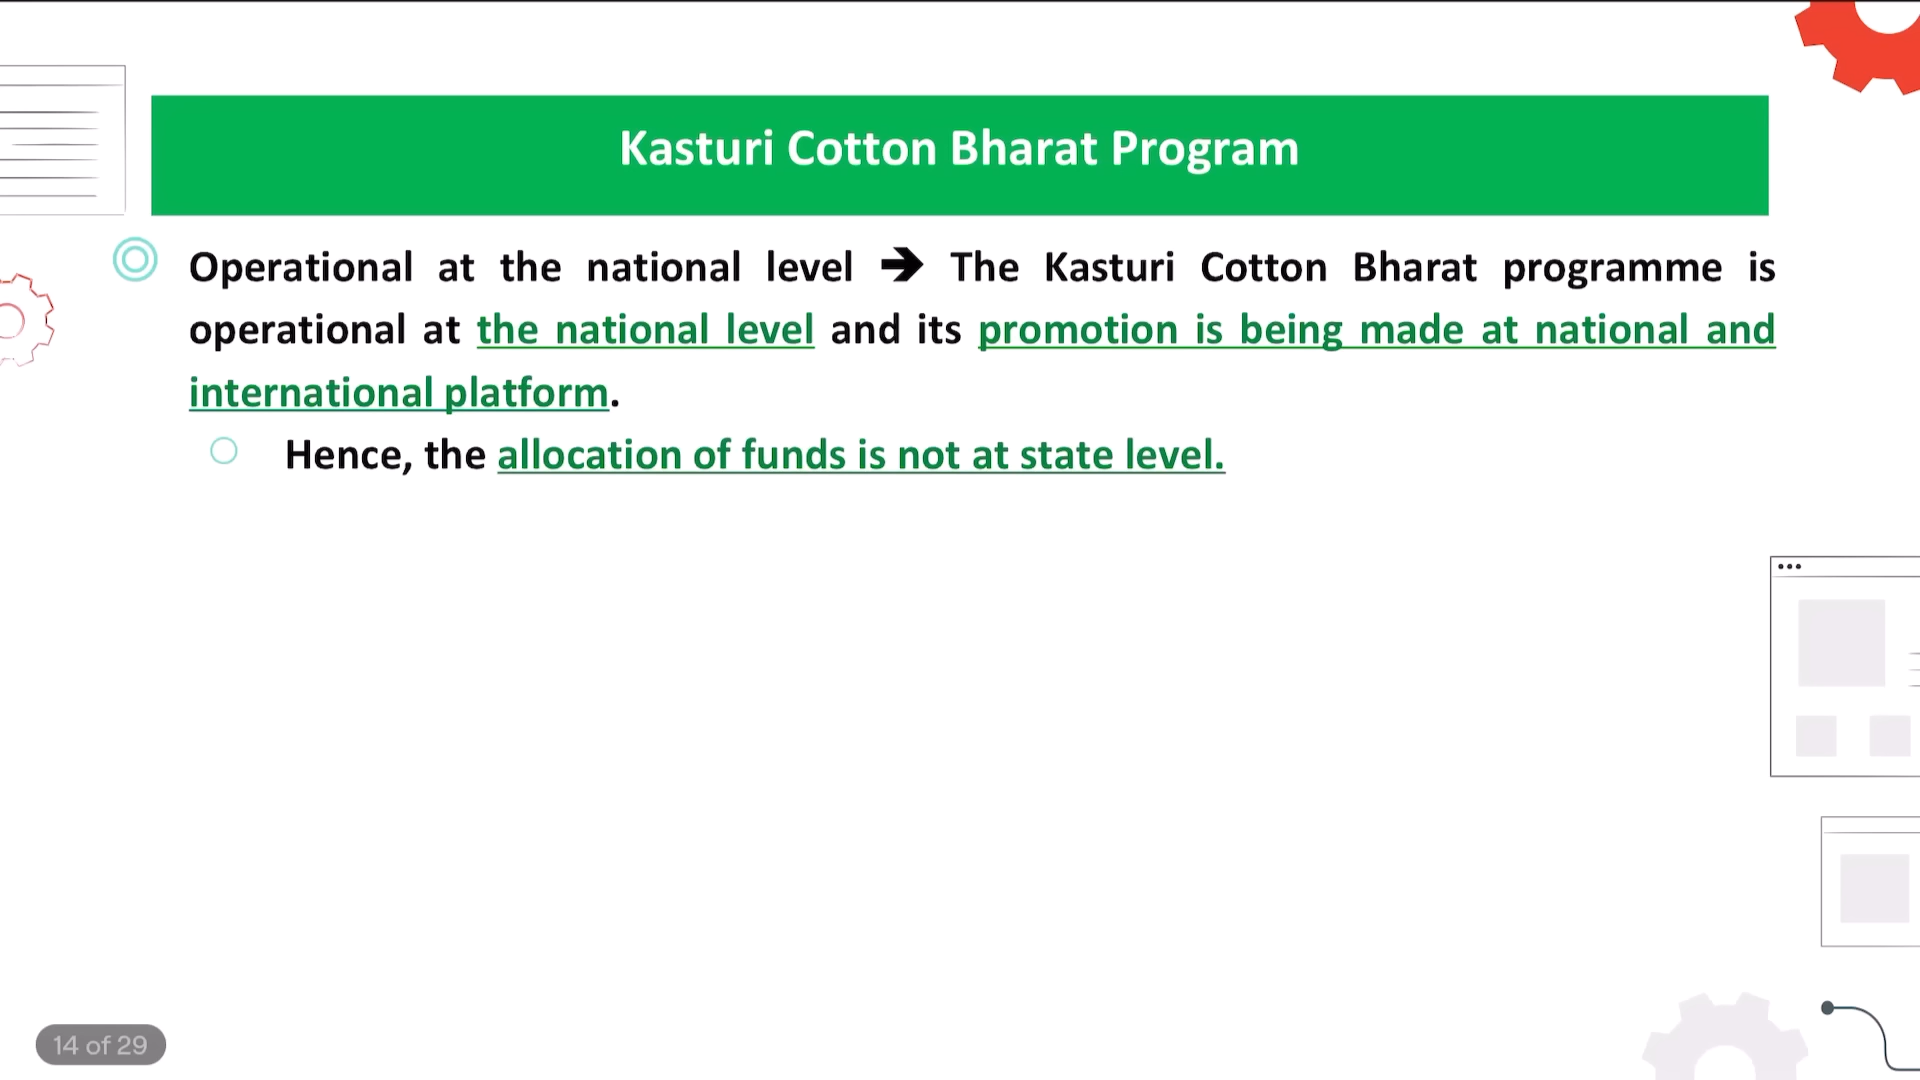 Kasturi Cotton Bharat Program
Operational at the national level ➔ The Kasturi Cotton Bharat programme is
operational at the national level and its promotion is being made at national and
international platform.
Hence, the allocation of funds is not at state level.
14 of 29